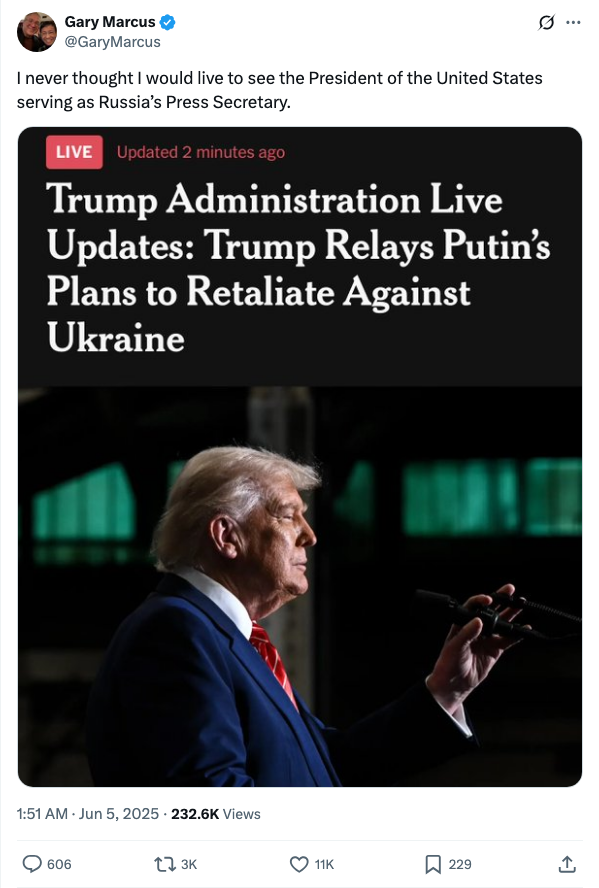 Gary Marcus
@GaryMarcus
I never thought I would live to see the President of the United States
serving as Russia’s Press Secretary.
LIVE Updated 2 minutes ago
Trump Administration Live
Updates: Trump Relays Putin’s
Plans to Retaliate Against
Ukraine
1:51 AM · Jun 5, 2025 · 232.6K Views
606 3K 11K 229